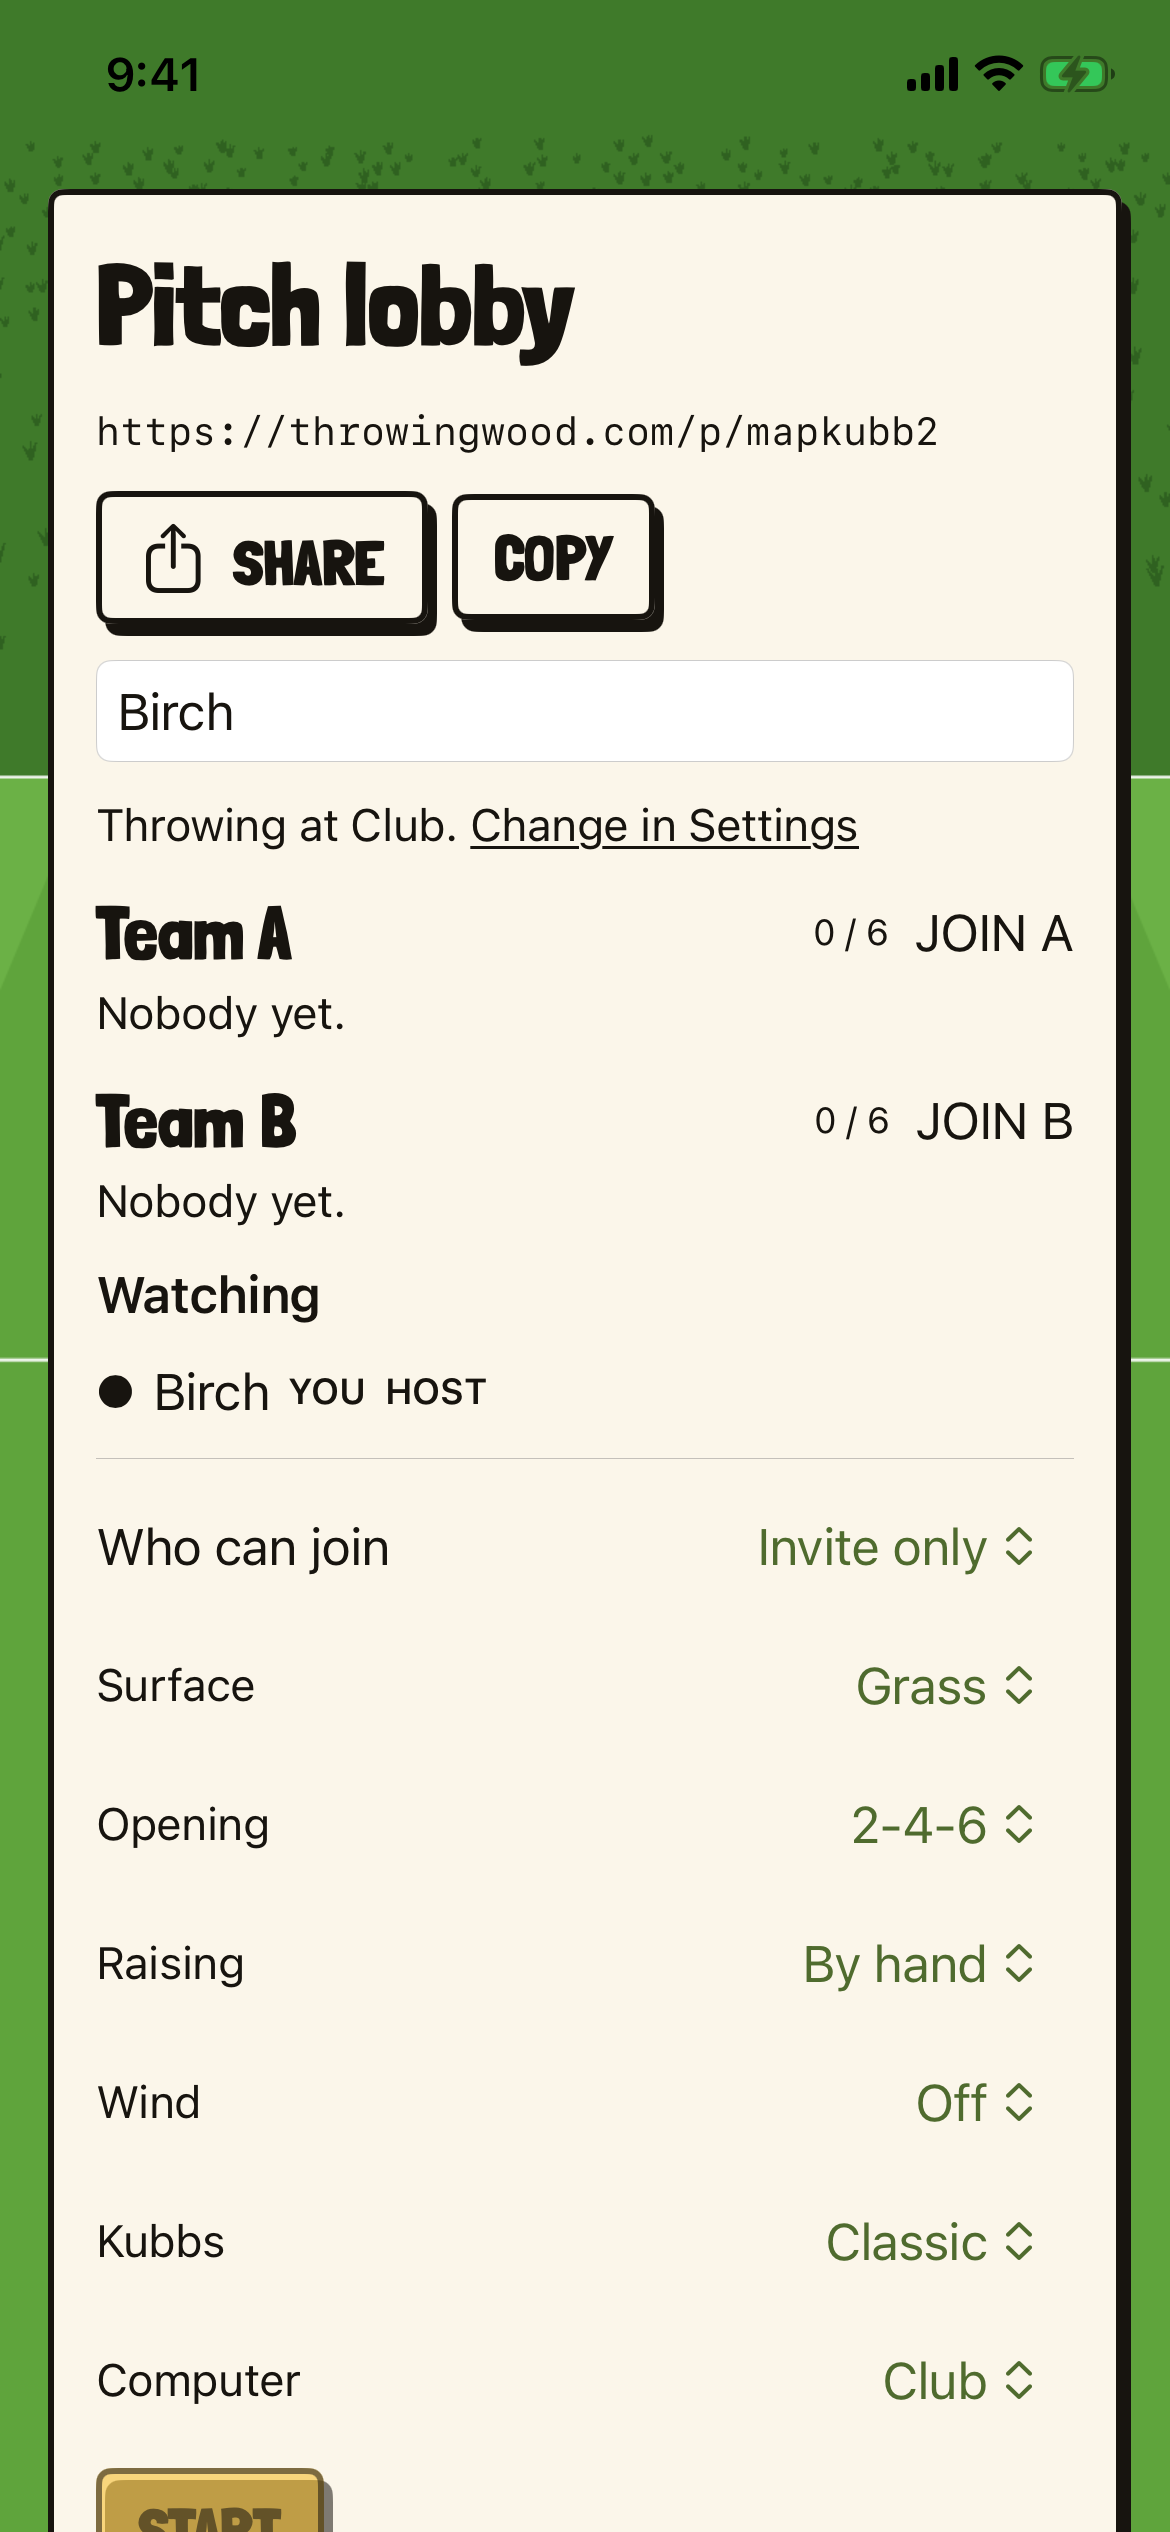 9:41
Pitch lobby
https://throwingwood.com/p/mapkubb2
SHARE COPY
Birch
Throwing at Club. Change in Settings
Team A 0 / 6 JOIN A
Nobody yet.
Team B 0 / 6 JOIN B
Nobody yet.
Watching
Birch YOU HOST
Who can join Invite only
Surface Grass
Opening 2-4-6
Raising By hand
Wind Off
Kubbs Classic
Computer Club
START